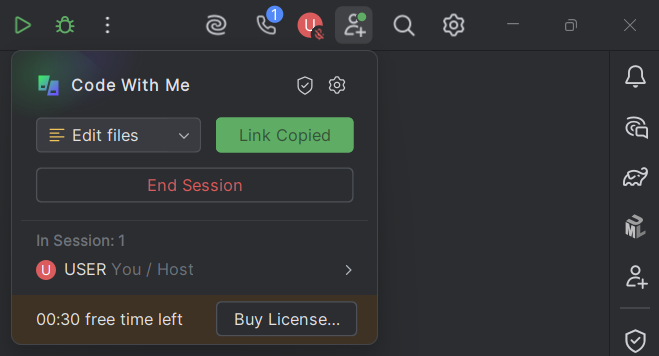 1
U
Code With Me
Edit files
Link Copied
End Session
In Session: 1
U USER You / Host
00:30 free time left
Buy License...
ML